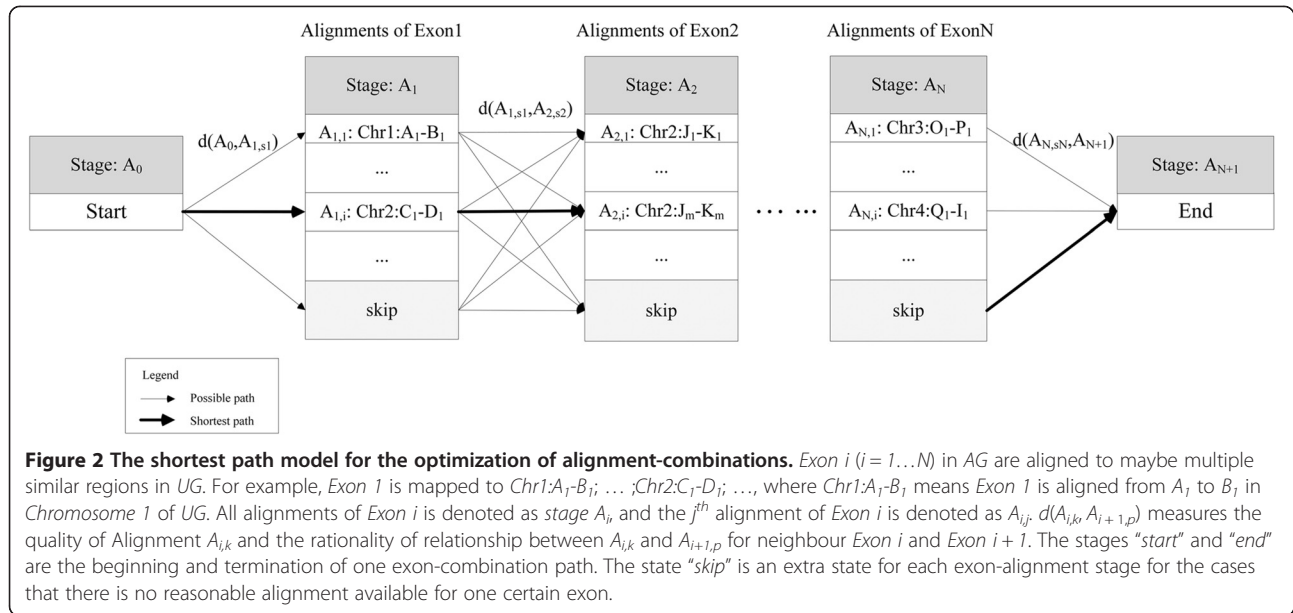 Alignments of Exon1
Alignments of Exon2
Alignments of ExonN
Stage: A0
Start
d(A0,A1,s1)
Stage: A1
A1,1: Chr1:A1-B1
...
A1,i: Chr2:C1-D1
...
skip
d(A1,s1,A2,s2)
Stage: A2
A2,1: Chr2:J1-K1
...
A2,i: Chr2:Jm-Km
...
skip
... ...
Stage: AN
AN,1: Chr3:O1-P1
...
AN,i: Chr4:Q1-I1
...
skip
d(AN,sN,AN+1)
Stage: AN+1
End
Legend
Possible path
Shortest path
Figure 2 The shortest path model for the optimization of alignment-combinations. Exon i (i = 1…N) in AG are aligned to maybe multiple
similar regions in UG. For example, Exon 1 is mapped to Chr1:A1-B1; … ;Chr2:C1-D1; …, where Chr1:A1-B1 means Exon 1 is aligned from A1 to B1 in
Chromosome 1 of UG. All alignments of Exon i is denoted as stage Ai, and the jth alignment of Exon i is denoted as Ai,j. d(Ai,k, Ai + 1,p) measures the
quality of Alignment Ai,k and the rationality of relationship between Ai,k and Ai+1,p for neighbour Exon i and Exon i + 1. The stages "start" and "end"
are the beginning and termination of one exon-combination path. The state "skip" is an extra state for each exon-alignment stage for the cases
that there is no reasonable alignment available for one certain exon.